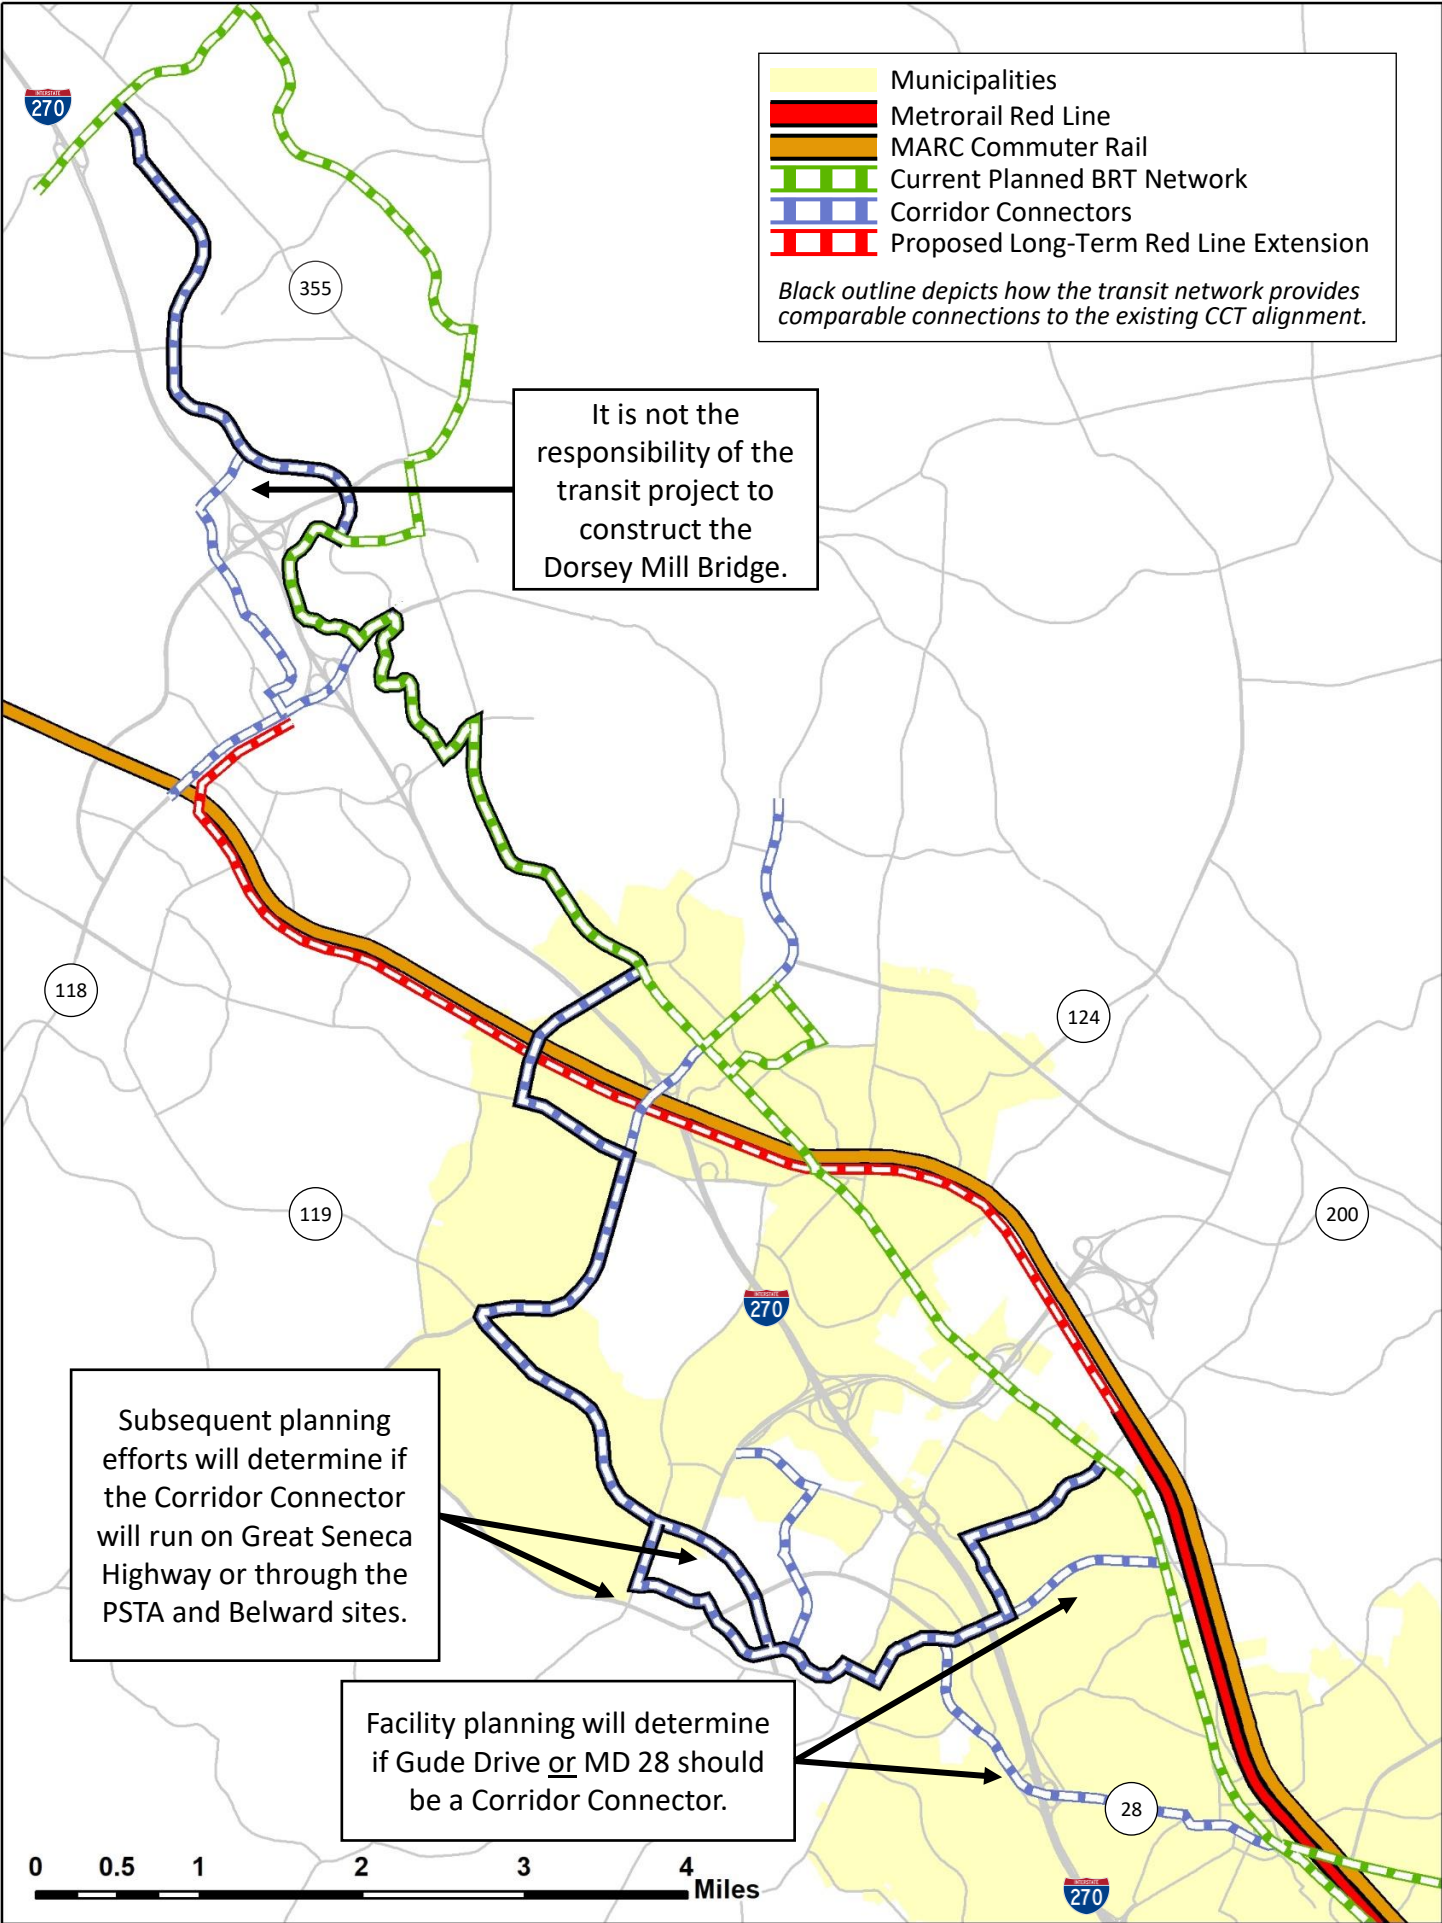 INTERSTATE
270
Municipalities
Metrorail Red Line
MARC Commuter Rail
Current Planned BRT Network
Corridor Connectors
Proposed Long-Term Red Line Extension
Black outline depicts how the transit network provides
comparable connections to the existing CCT alignment.
355
It is not the
responsibility of the
transit project to
construct the
Dorsey Mill Bridge.
118
124
119
200
INTERSTATE
270
Subsequent planning
efforts will determine if
the Corridor Connector
will run on Great Seneca
Highway or through the
PSTA and Belward sites.
Facility planning will determine
if Gude Drive or MD 28 should
be a Corridor Connector.
28
INTERSTATE
270
0 0.5 1 2 3 4
Miles